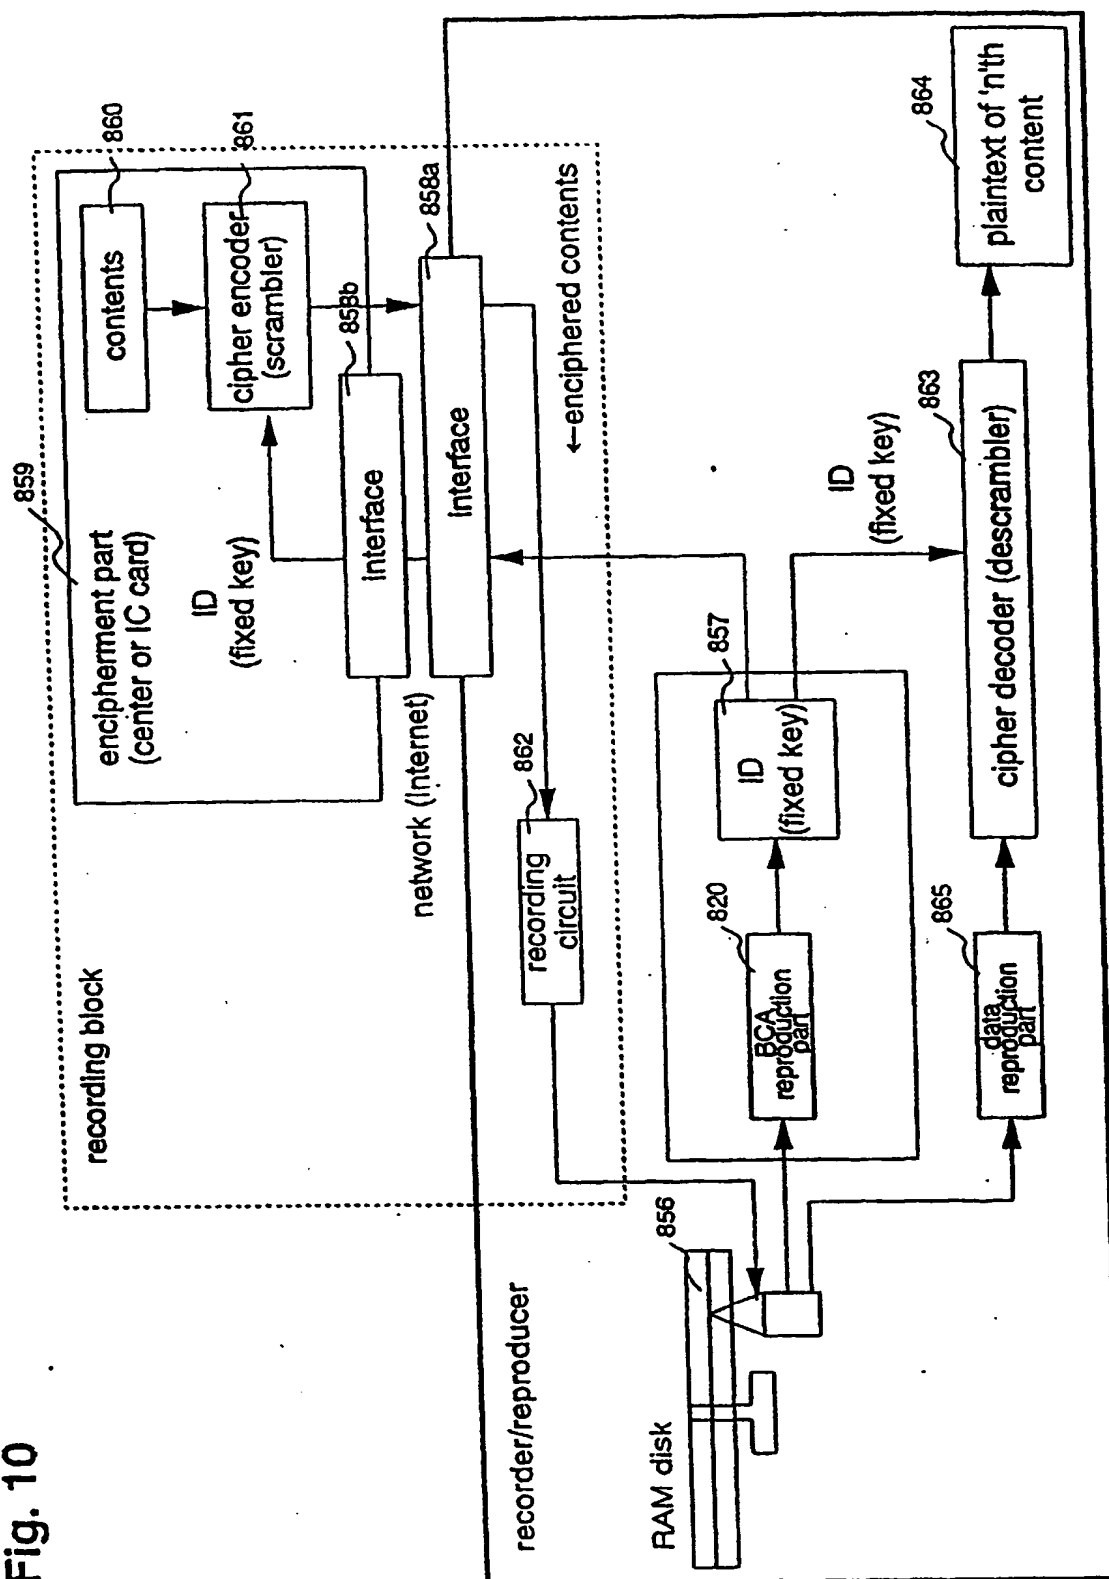 Fig. 10
recording block
859
encipherment part
(center or IC card)
860
contents
861
cipher encoder
(scrambler)
ID
(fixed key)
858b
interface
858a
interface
network (Internet)
←enciphered contents
862
recording
circuit
recorder/reproducer
RAM disk
856
820
BCA
reproduction
part
857
ID
(fixed key)
ID
(fixed key)
865
data
reproduction
part
863
cipher decoder (descrambler)
864
plaintext of 'n'th
content